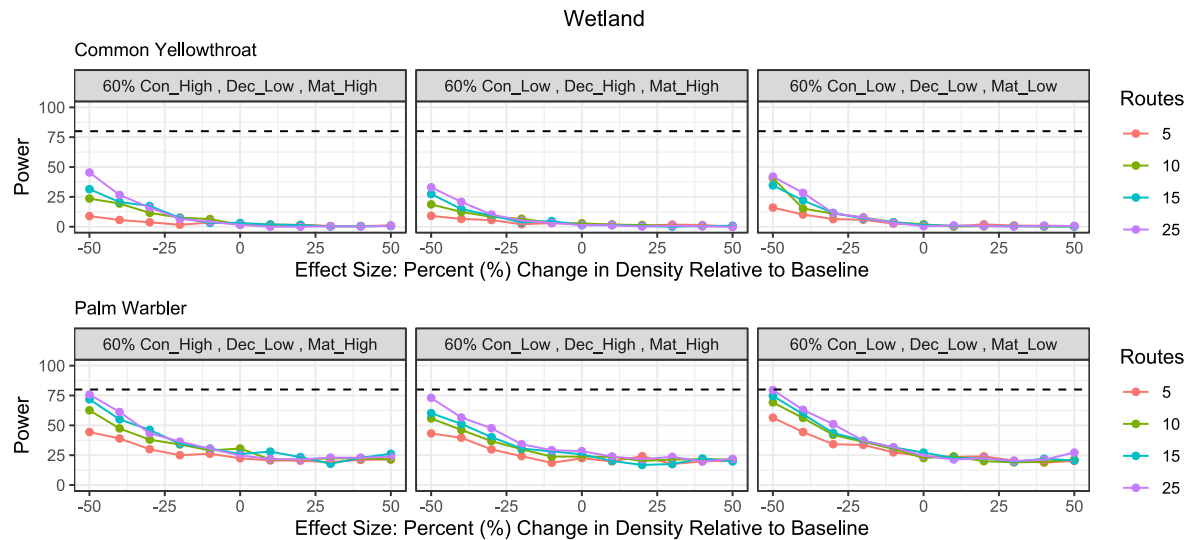 Wetland
Common Yellowthroat
60% Con_High , Dec_Low , Mat_High
60% Con_Low , Dec_High , Mat_High
60% Con_Low , Dec_Low , Mat_Low
Power
100
75
50
25
0
-50 -25 0 25 50
-50 -25 0 25 50
-50 -25 0 25 50
Effect Size: Percent (%) Change in Density Relative to Baseline
Routes
5
10
15
25
Palm Warbler
60% Con_High , Dec_Low , Mat_High
60% Con_Low , Dec_High , Mat_High
60% Con_Low , Dec_Low , Mat_Low
Power
100
75
50
25
0
-50 -25 0 25 50
-50 -25 0 25 50
-50 -25 0 25 50
Effect Size: Percent (%) Change in Density Relative to Baseline
Routes
5
10
15
25